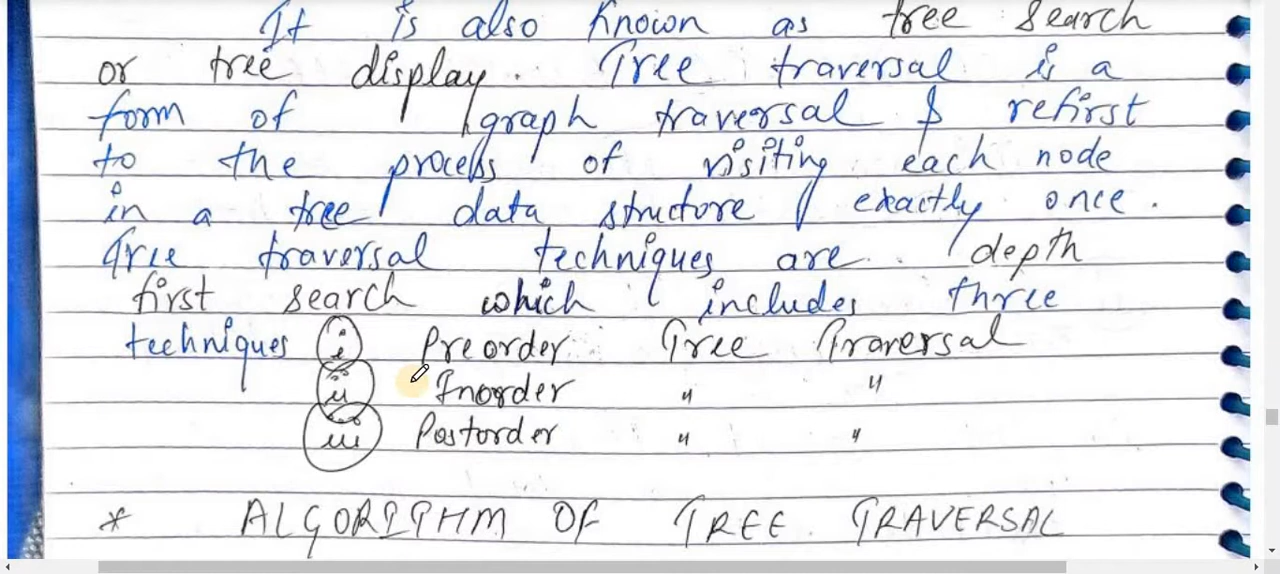 It is also known as tree search
or tree display. Tree traversal is a
form of graph traversal & refirst
to the process of visiting each node
in a tree data structure exactly once.
Tree traversal techniques are depth
first search which includes three
techniques (i) Preorder Tree Traversal
(ii) Inorder " "
(iii) Postorder " "
* ALGORITHM OF TREE TRAVERSAL